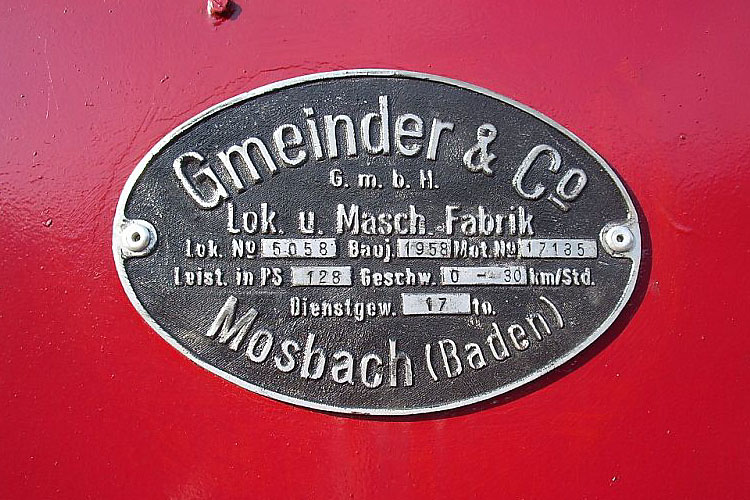 Gmeinder & Co
G. m. b. H.
Lok. u. Masch. Fabrik
Lok. No 5058 Bauj. 1958 Mot. No 17185
Leist. in PS 128 Geschw. 0 - 30 km/Std.
Dienstgew. 17 to.
Mosbach (Baden)